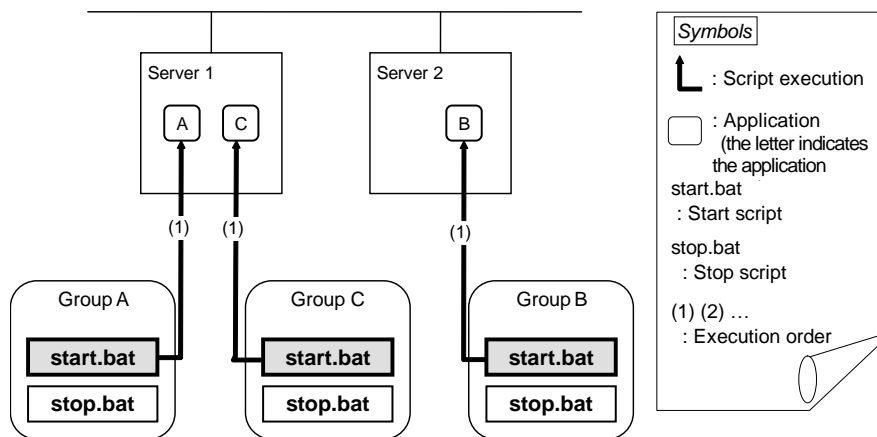 Server 1
Server 2
A
C
B
(1)
(1)
(1)
Group A
Group C
Group B
start.bat
start.bat
start.bat
stop.bat
stop.bat
stop.bat
Symbols
: Script execution
: Application
(the letter indicates
the application
start.bat
: Start script
stop.bat
: Stop script
(1) (2) …
: Execution order